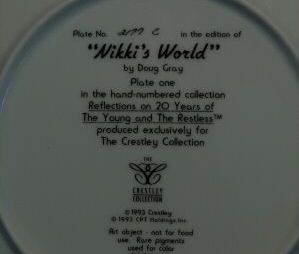 Plate No. in the edition of
"Nikki's World"
by Doug Gray
Plate one
in the hand-numbered collection
Reflections on 20 Years of
The Young and The Restless™
produced exclusively for
The Crestley Collection
THE
CRESTLEY
COLLECTION
© 1993 Crestley
© 1993 CPT Holdings, Inc
Art object - not for food
use. Rare pigments
used for color